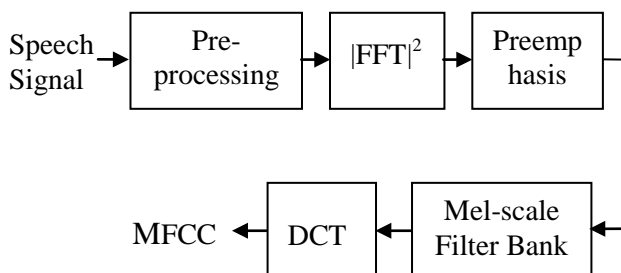 Speech
Signal
Pre-
processing
|FFT|²
Preemp
hasis
Mel-scale
Filter Bank
DCT
MFCC